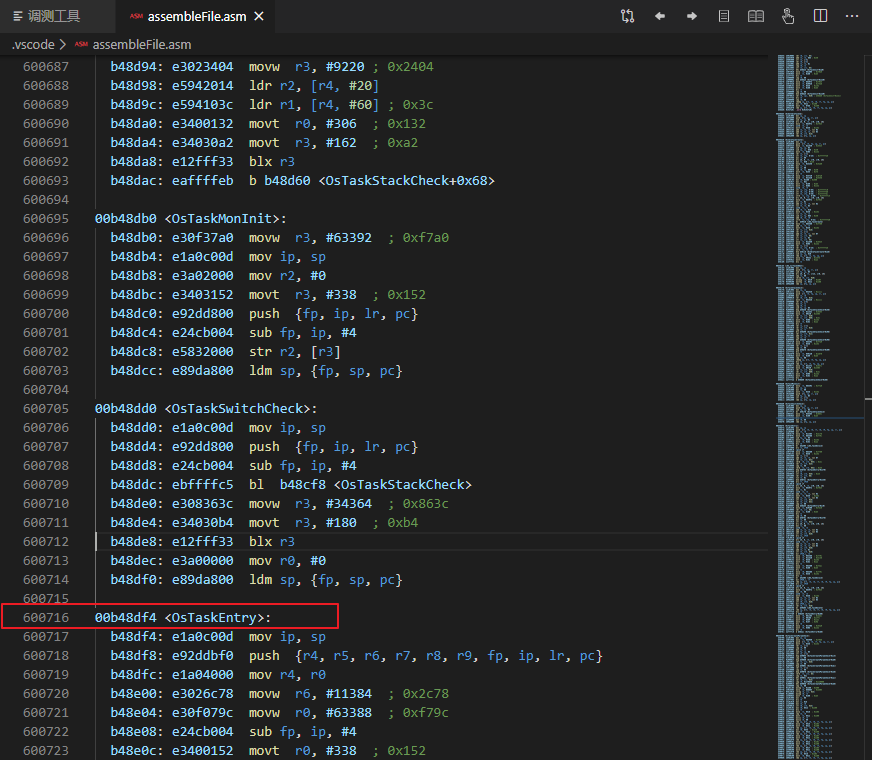 调测工具 ASM assembleFile.asm
.vscode > ASM assembleFile.asm
600687 b48d94: e3023404 movw r3, #9220 ; 0x2404
600688 b48d98: e5942014 ldr r2, [r4, #20]
600689 b48d9c: e594103c ldr r1, [r4, #60] ; 0x3c
600690 b48da0: e3400132 movt r0, #306 ; 0x132
600691 b48da4: e34030a2 movt r3, #162 ; 0xa2
600692 b48da8: e12fff33 blx r3
600693 b48dac: eaffffeb b b48d60 <OsTaskStackCheck+0x68>
600694
600695 00b48db0 <OsTaskMonInit>:
600696 b48db0: e30f37a0 movw r3, #63392 ; 0xf7a0
600697 b48db4: e1a0c00d mov ip, sp
600698 b48db8: e3a02000 mov r2, #0
600699 b48dbc: e3403152 movt r3, #338 ; 0x152
600700 b48dc0: e92dd800 push {fp, ip, lr, pc}
600701 b48dc4: e24cb004 sub fp, ip, #4
600702 b48dc8: e5832000 str r2, [r3]
600703 b48dcc: e89da800 ldm sp, {fp, sp, pc}
600704
600705 00b48dd0 <OsTaskSwitchCheck>:
600706 b48dd0: e1a0c00d mov ip, sp
600707 b48dd4: e92dd800 push {fp, ip, lr, pc}
600708 b48dd8: e24cb004 sub fp, ip, #4
600709 b48ddc: ebffffc5 bl b48cf8 <OsTaskStackCheck>
600710 b48de0: e308363c movw r3, #34364 ; 0x863c
600711 b48de4: e34030b4 movt r3, #180 ; 0xb4
600712 b48de8: e12fff33 blx r3
600713 b48dec: e3a00000 mov r0, #0
600714 b48df0: e89da800 ldm sp, {fp, sp, pc}
600715
600716 00b48df4 <OsTaskEntry>:
600717 b48df4: e1a0c00d mov ip, sp
600718 b48df8: e92ddbf0 push {r4, r5, r6, r7, r8, r9, fp, ip, lr, pc}
600719 b48dfc: e1a04000 mov r4, r0
600720 b48e00: e3026c78 movw r6, #11384 ; 0x2c78
600721 b48e04: e30f079c movw r0, #63388 ; 0xf79c
600722 b48e08: e24cb004 sub fp, ip, #4
600723 b48e0c: e3400152 movt r0, #338 ; 0x152